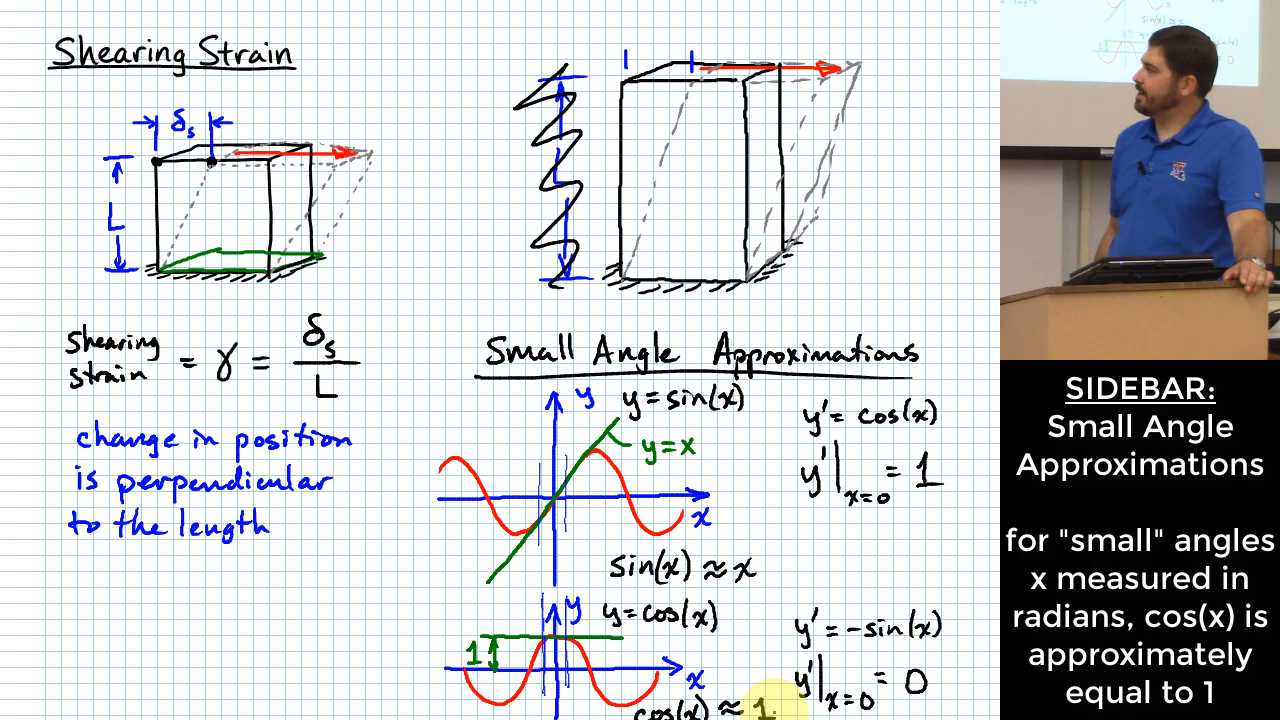 Shearing Strain
δs
L
shearing strain = γ = δs / L
change in position
is perpendicular
to the length
Small Angle Approximations
y
y = sin(x)
y = x
x
sin(x) ≈ x
y' = cos(x)
y'|x=0 = 1
y
y = cos(x)
1
x
cos(x) ≈ 1.
y' = -sin(x)
y'|x=0 = 0
L
SIDEBAR:
Small Angle
Approximations
for "small" angles
x measured in
radians, cos(x) is
approximately
equal to 1